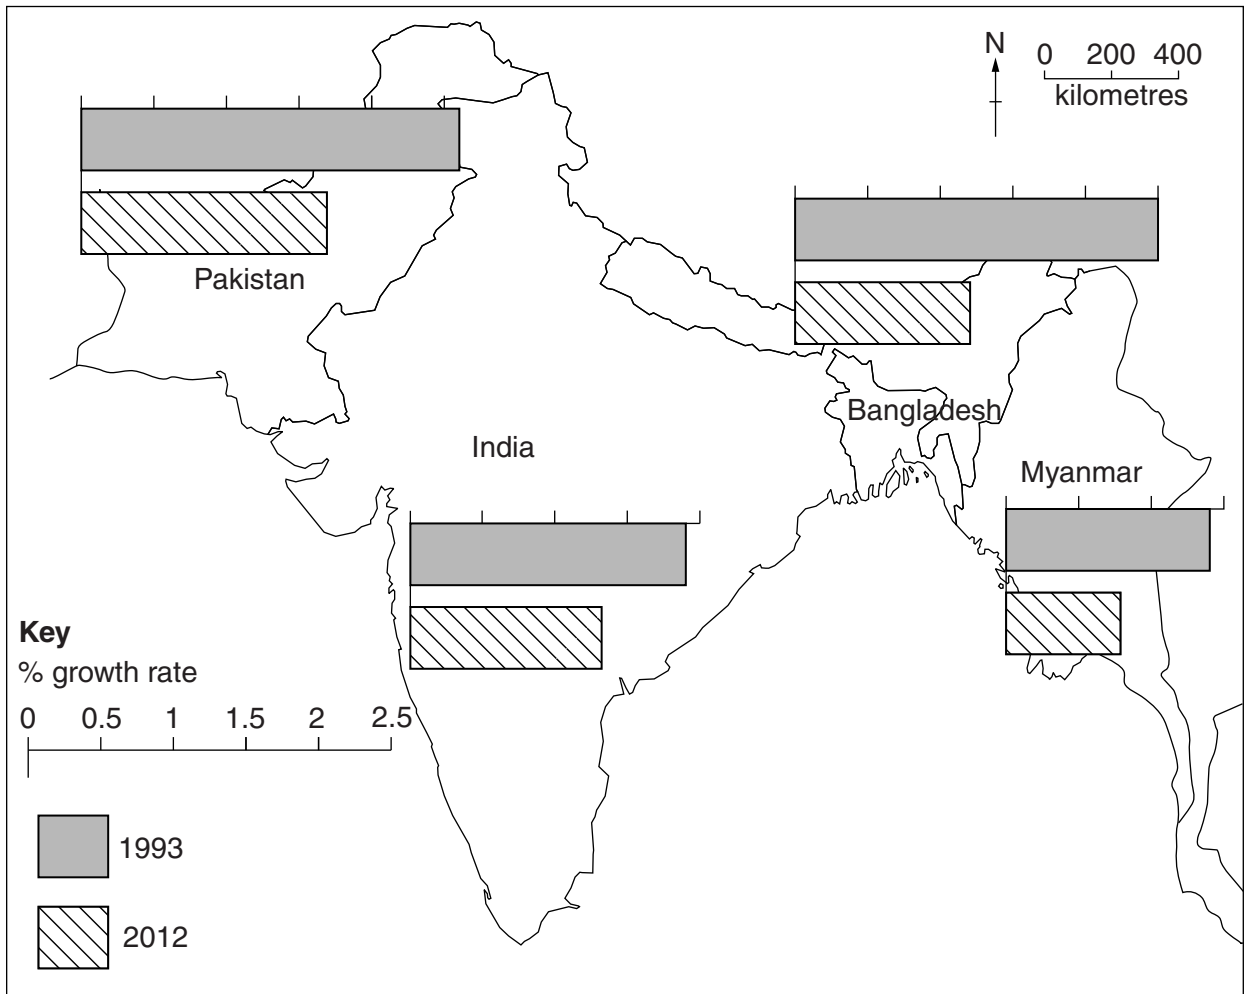 N
0 200 400
kilometres
Pakistan
Bangladesh
India
Myanmar
Key
% growth rate
0 0.5 1 1.5 2 2.5
1993
2012